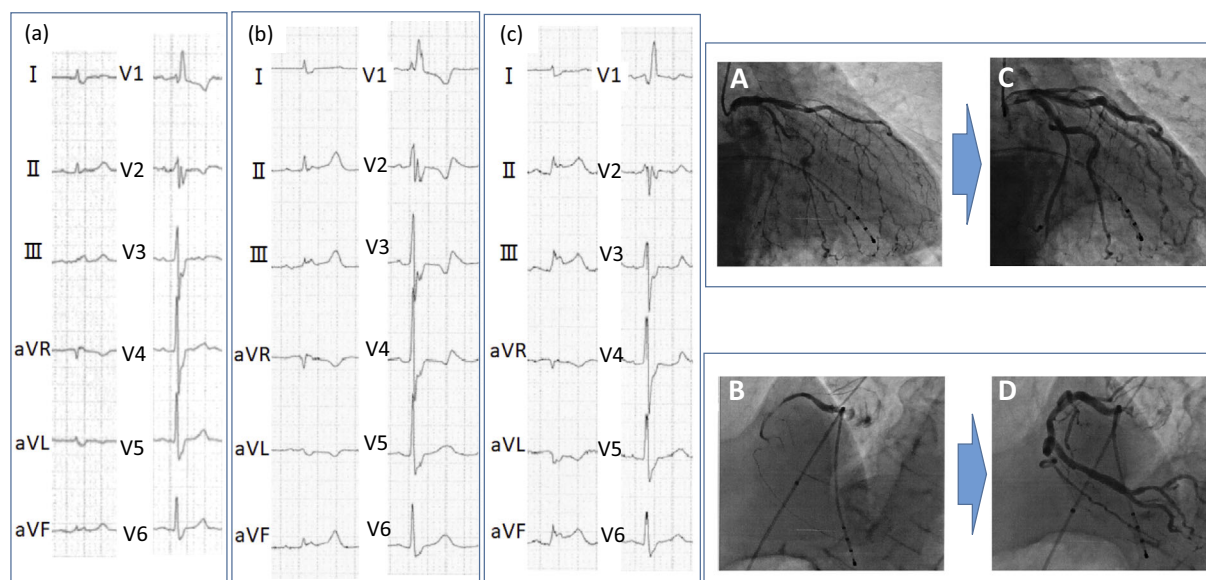 (a)
I V1
II V2
III V3
aVR V4
aVL V5
aVF V6
(b)
I V1
II V2
III V3
aVR V4
aVL V5
aVF V6
(c)
I V1
II V2
III V3
aVR V4
aVL V5
aVF V6
A C
B D